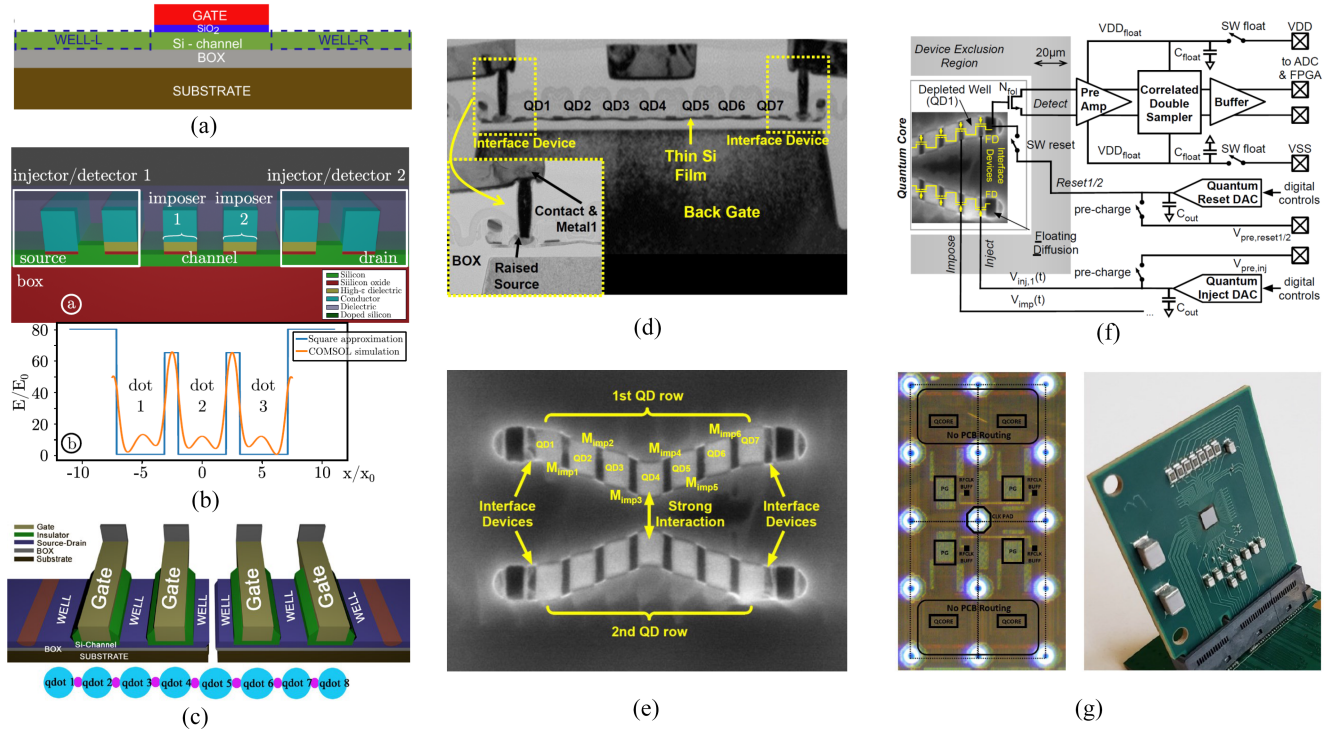 GATE
SiO2
WELL-L
Si - channel
WELL-R
BOX
SUBSTRATE
(a)
injector/detector 1
injector/detector 2
imposer
1
imposer
2
source
channel
drain
box
Silicon
Siilicon oxide
High-ε dielectric
Conductor
Dielectric
Doped silicon
a
80
60
40
20
0
E/E0
Square approximation
COMSOL simulation
dot
1
dot
2
dot
3
b
-10
-5
0
5
10
x/x0
(b)
Gate
Insulator
Source-Drain
BOX
Substrate
WELL
Gate
WELL
Gate
WELL
WELL
Gate
WELL
Gate
WELL
Si-Channel
BOX
SUBSTRATE
qdot 1
qdot 2
qdot 3
qdot 4
qdot 5
qdot 6
qdot 7
qdot 8
(c)
QD1 QD2 QD3 QD4 QD5 QD6 QD7
Interface Device
Interface Device
Thin Si
Film
Contact &
Metal1
Back Gate
BOX
Raised
Source
(d)
1st QD row
QD1
QD2
QD3
QD4
QD5
QD6
QD7
Mimp1
Mimp2
Mimp3
Mimp4
Mimp5
Mimp6
Interface
Devices
Strong
Interaction
Interface
Devices
2nd QD row
(e)
Device Exclusion
Region
20μm
VDDfloat
Cfloat
SW float
VDD
to ADC
& FPGA
Depleted Well
(QD1)
Nfol
Detect
Pre
Amp
Correlated
Double
Sampler
Buffer
Quantum Core
FD
Interface
Devices
FD
SW reset
VDDfloat
Cfloat
SW float
VSS
Reset1/2
Quantum
Reset DAC
digital
controls
pre-charge
Cout
Vpre,reset1/2
Floating
Diffusion
Impose
Inject
pre-charge
Vpre,inj
Vinj,1(t)
Quantum
Inject DAC
digital
controls
Vimp(t)
...
Cout
(f)
QCORE
QCORE
No PCB Routing
PG
REFCLK
BUFF
PG
REFCLK
BUFF
CLK PAD
PG
REFCLK
BUFF
PG
REFCLK
BUFF
No PCB Routing
QCORE
QCORE
(g)